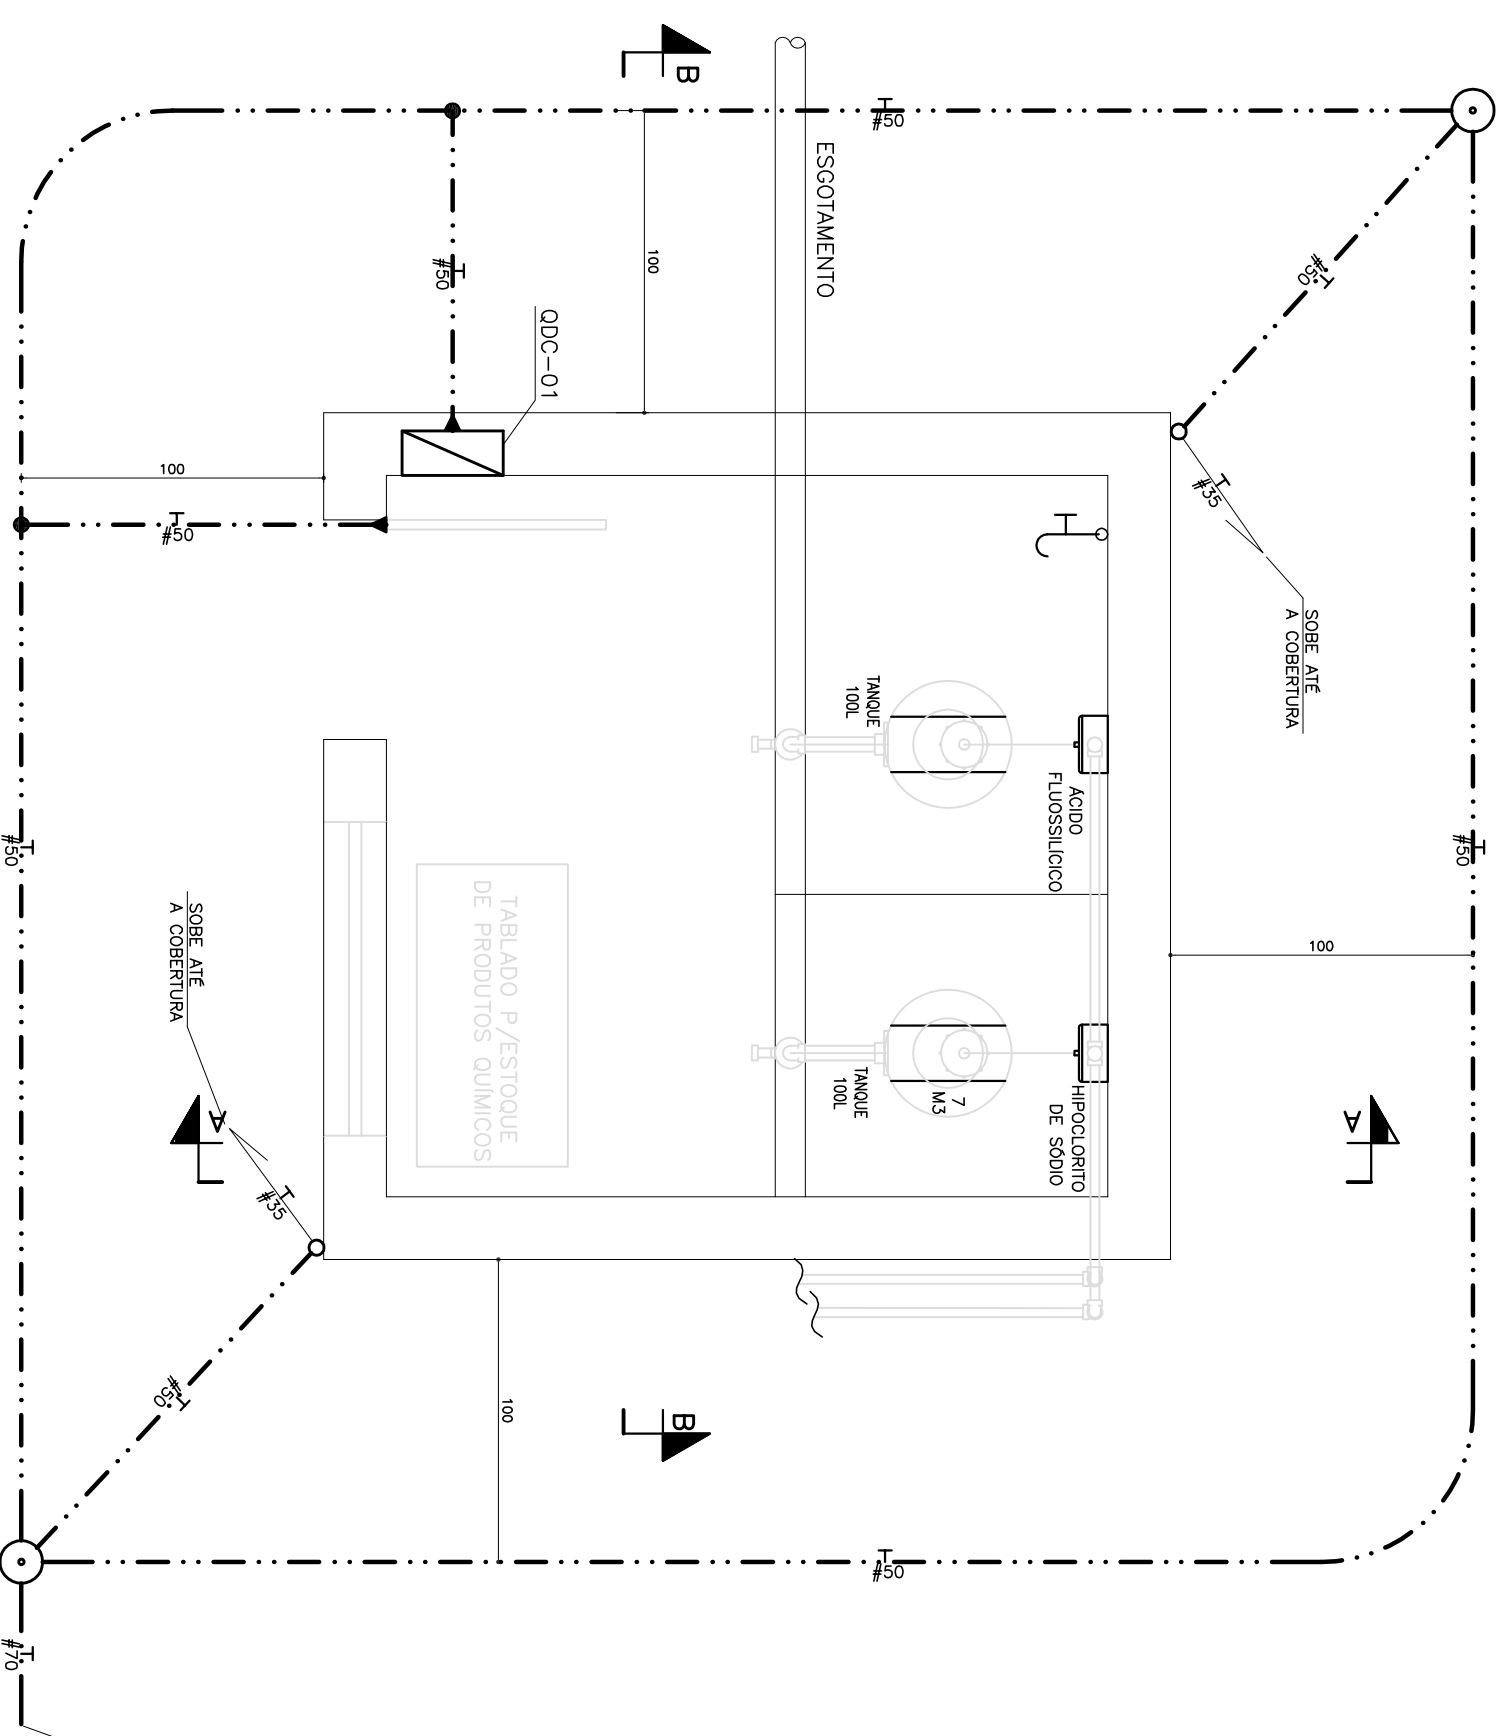 B
T
#50
ESGOTAMENTO
100
T
#50
T
#50
QDC-01
100
T
#50
T
#35
SOBE ATÉ
A COBERTURA
TANQUE
100L
ÁCIDO
FLUOSSILÍCICO
T
#50
T
#50
100
SOBE ATÉ
A COBERTURA
TABLADO P/ESTOQUE
DE PRODUTOS QUÍMICOS
TANQUE
100L
7
M3
HIPOCLORITO
DE SÓDIO
A
A
T
#35
T
#50
100
B
T
#50
T
#70